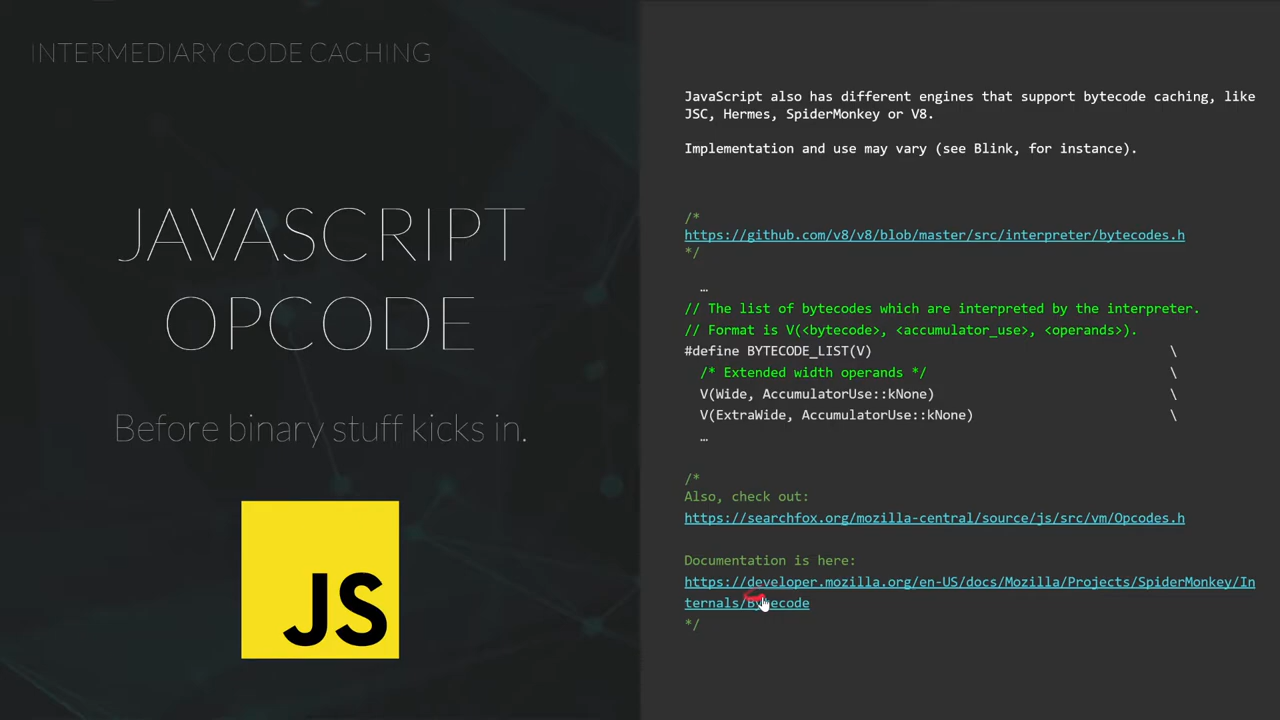 INTERMEDIARY CODE CACHING
JAVASCRIPT
OPCODE
Before binary stuff kicks in.
JS
JavaScript also has different engines that support bytecode caching, like
JSC, Hermes, SpiderMonkey or V8.
Implementation and use may vary (see Blink, for instance).
/*
https://github.com/v8/v8/blob/master/src/interpreter/bytecodes.h
*/
…
// The list of bytecodes which are interpreted by the interpreter.
// Format is V(<bytecode>, <accumulator_use>, <operands>).
#define BYTECODE_LIST(V) \
/* Extended width operands */ \
V(Wide, AccumulatorUse::kNone) \
V(ExtraWide, AccumulatorUse::kNone) \
…
/*
Also, check out:
https://searchfox.org/mozilla-central/source/js/src/vm/Opcodes.h
Documentation is here:
https://developer.mozilla.org/en-US/docs/Mozilla/Projects/SpiderMonkey/In
ternals/Bytecode
*/